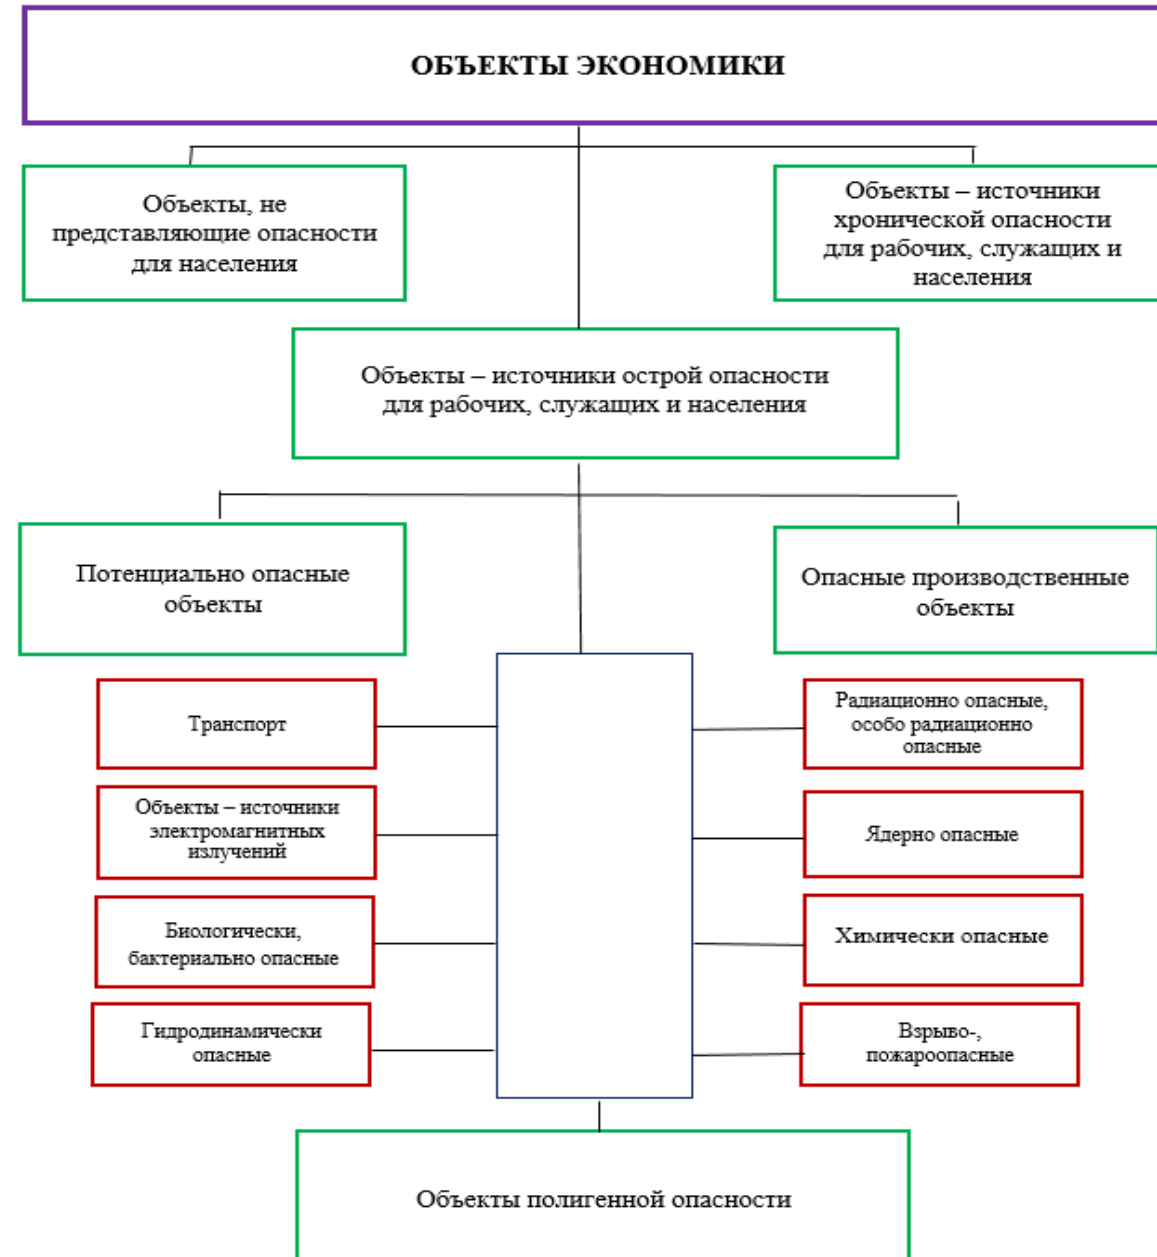 ОБЪЕКТЫ ЭКОНОМИКИ
Объекты, не
представляющие опасности
для населения
Объекты – источники
хронической опасности
для рабочих, служащих и
населения
Объекты – источники острой опасности
для рабочих, служащих и населения
Потенциально опасные
объекты
Опасные производственные
объекты
Транспорт
Радиационно опасные,
особо радиационно
опасные
Объекты – источники
электромагнитных
излучений
Ядерно опасные
Биологически,
бактериально опасные
Химически опасные
Гидродинамически
опасные
Взрыво-,
пожароопасные
Объекты полигенной опасности